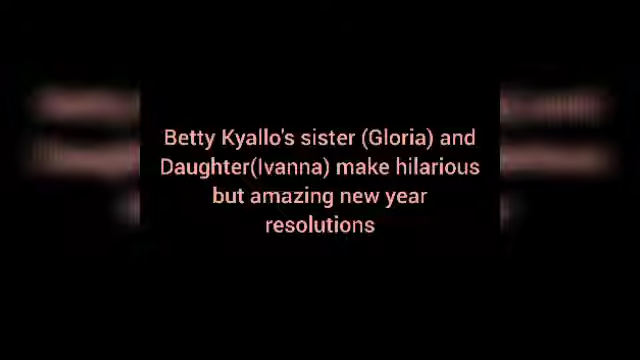 Betty Kyallo's sister (Gloria) and
Daughter(Ivanna) make hilarious
but amazing new year
resolutions